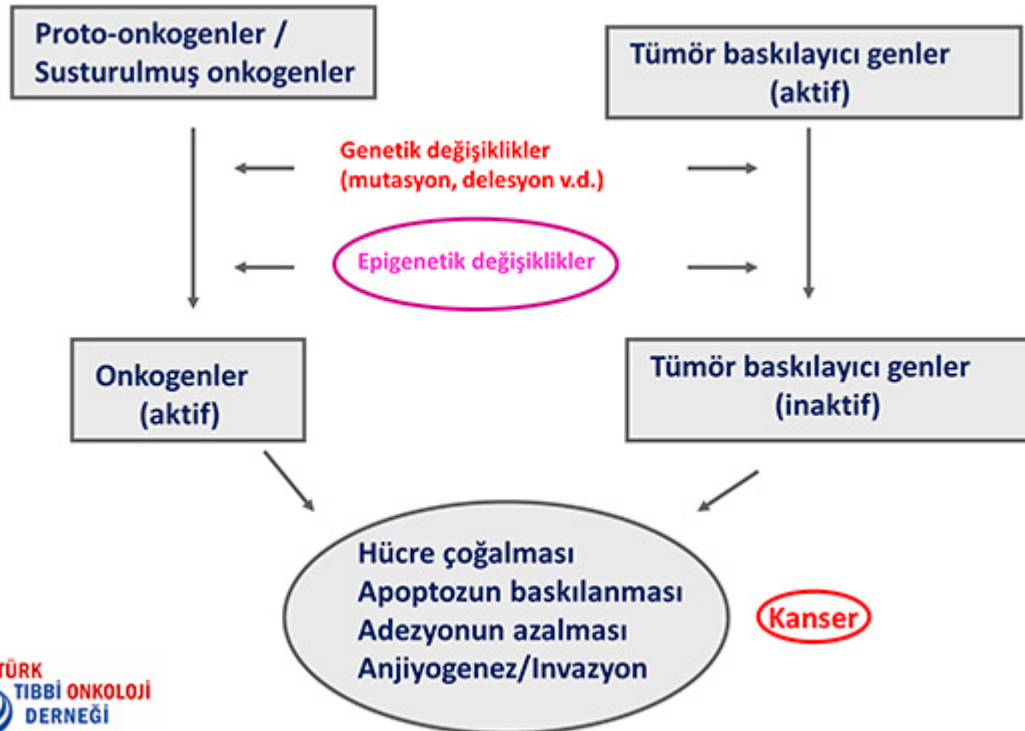 Proto-onkogenler /
Susturulmuş onkogenler
Tümör baskılayıcı genler
(aktif)
Genetik değişiklikler
(mutasyon, delesyon v.d.)
Epigenetik değişiklikler
Onkogenler
(aktif)
Tümör baskılayıcı genler
(inaktif)
Hücre çoğalması
Apoptozun baskılanması
Adezyonun azalması
Anjiyogenez/Invazyon
Kanser
TÜRK
TIBBİ ONKOLOJİ
DERNEĞİ